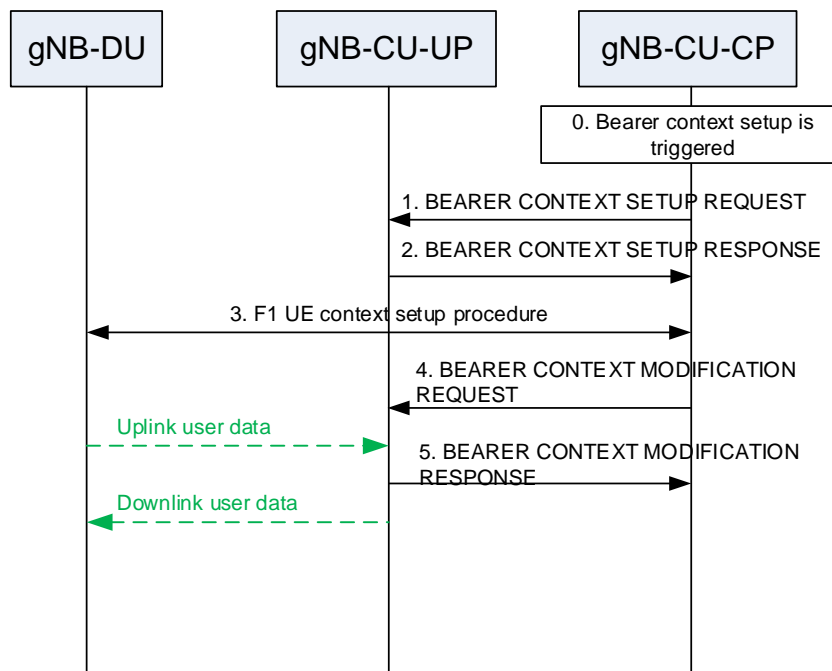 gNB-DU
gNB-CU-UP
gNB-CU-CP
0. Bearer context setup is
triggered
1. BEARER CONTEXT SETUP REQUEST
2. BEARER CONTEXT SETUP RESPONSE
3. F1 UE context setup procedure
4. BEARER CONTEXT MODIFICATION
REQUEST
Uplink user data
5. BEARER CONTEXT MODIFICATION
RESPONSE
Downlink user data